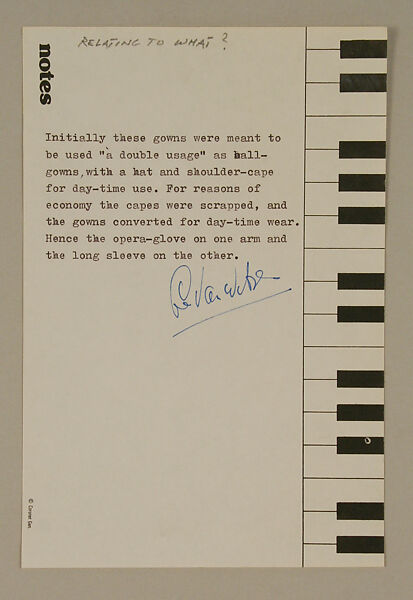 RELATING TO WHAT?
notes
Initially these gowns were meant to
be used "à double usage" as ball-
gowns, with a hat and shoulder-cape
for day-time use. For reasons of
economy the capes were scrapped, and
the gowns converted for day-time wear.
Hence the opera-glove on one arm and
the long sleeve on the other.
© Coronet Gen.